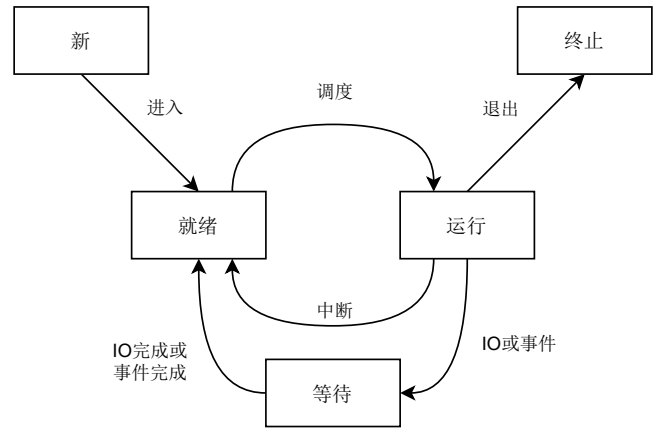 新
终止
进入
调度
退出
就绪
运行
中断
IO完成或
事件完成
IO或事件
等待